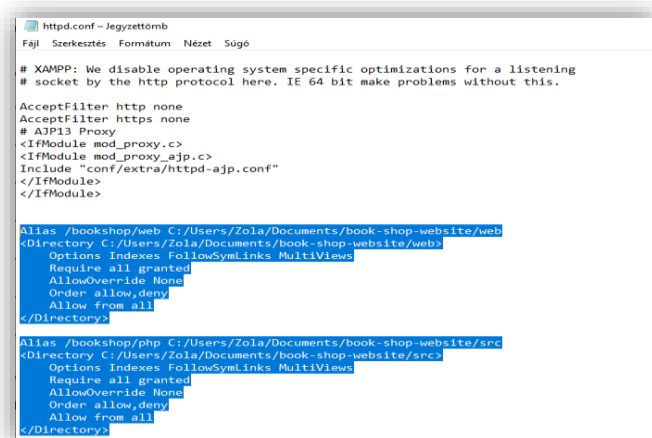 httpd.conf – Jegyzettömb
Fájl Szerkesztés Formátum Nézet Súgó
# XAMPP: We disable operating system specific optimizations for a listening
# socket by the http protocol here. IE 64 bit make problems without this.
AcceptFilter http none
AcceptFilter https none
# AJP13 Proxy
<IfModule mod_proxy.c>
<IfModule mod_proxy_ajp.c>
Include "conf/extra/httpd-ajp.conf"
</IfModule>
</IfModule>
Alias /bookshop/web C:/Users/Zola/Documents/book-shop-website/web
<Directory C:/Users/Zola/Documents/book-shop-website/web>
Options Indexes FollowSymLinks MultiViews
Require all granted
AllowOverride None
Order allow,deny
Allow from all
</Directory>
Alias /bookshop/php C:/Users/Zola/Documents/book-shop-website/src
<Directory C:/Users/Zola/Documents/book-shop-website/src>
Options Indexes FollowSymLinks MultiViews
Require all granted
AllowOverride None
Order allow,deny
Allow from all
</Directory>